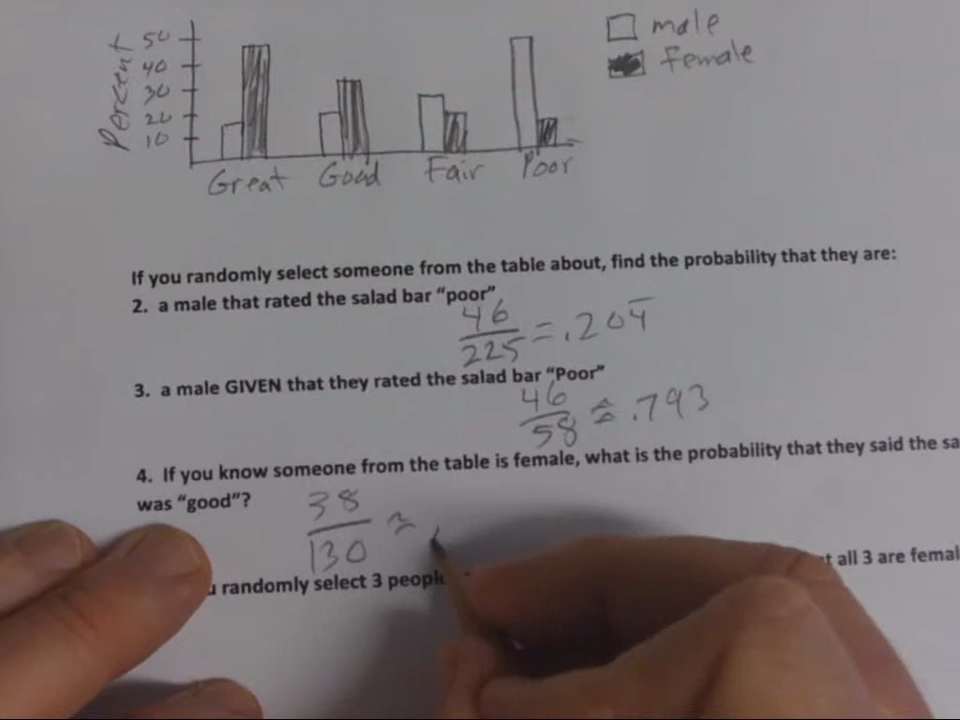 male
Female
Percent
50
40
30
20
10
Great Good Fair Poor
If you randomly select someone from the table about, find the probability that they are:
2. a male that rated the salad bar “poor”
46
225 = .204
3. a male GIVEN that they rated the salad bar “Poor”
46
58 ≈ .793
4. If you know someone from the table is female, what is the probability that they said the sa
was “good”?
38
130 ≈ .
u randomly select 3 people t all 3 are femal